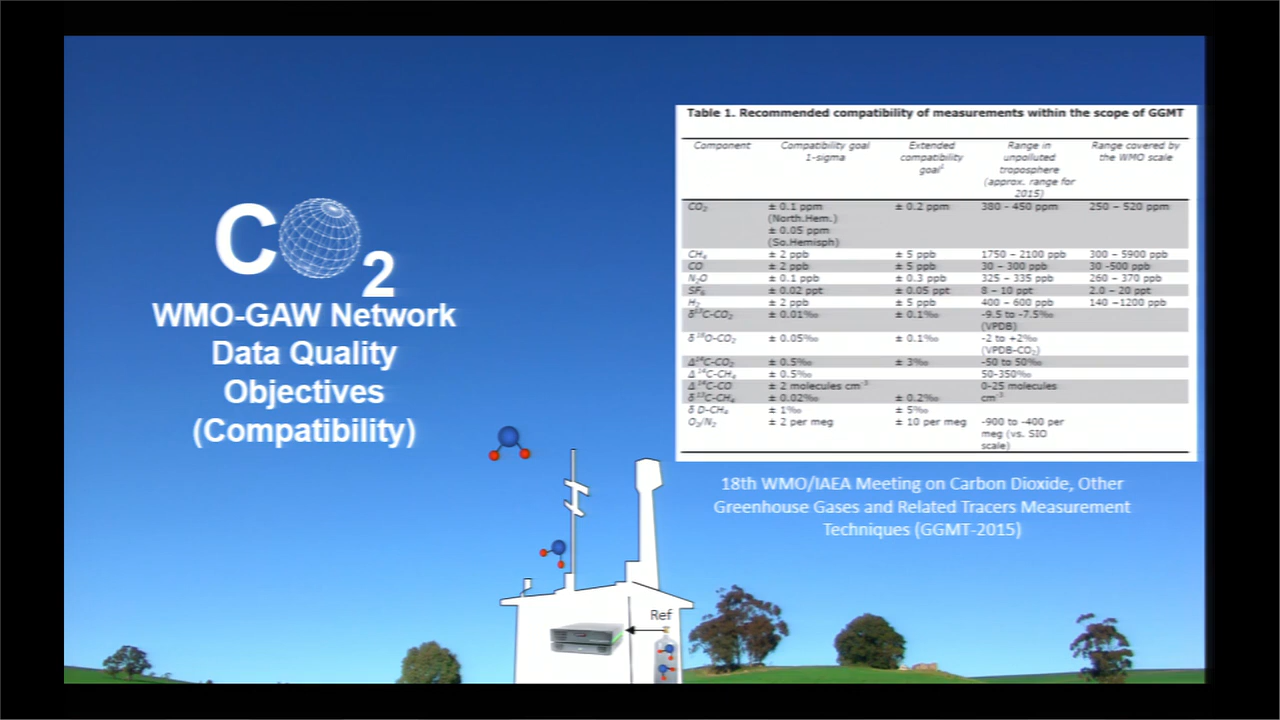 CO2
WMO-GAW Network
Data Quality
Objectives
(Compatibility)
Table 1. Recommended compatibility of measurements within the scope of GGMT
Component Compatibility goal 1-sigma Extended compatibility goal¹ Range in unpolluted troposphere (approx. range for 2015) Range covered by the WMO scale
CO₂ ± 0.1 ppm (North.Hem.) ± 0.05 ppm (So.Hemisph) ± 0.2 ppm 380 - 450 ppm 250 – 520 ppm
CH₄ ± 2 ppb ± 5 ppb 1750 – 2100 ppb 300 – 5900 ppb
CO ± 2 ppb ± 5 ppb 30 – 300 ppb 30 -500 ppb
N₂O ± 0.1 ppb ± 0.3 ppb 325 – 335 ppb 260 – 370 ppb
SF₆ ± 0.02 ppt ± 0.05 ppt 8 – 10 ppt 2.0 – 20 ppt
H₂ ± 2 ppb ± 5 ppb 400 – 600 ppb 140 –1200 ppb
δ¹³C-CO₂ ± 0.01‰ ± 0.1‰ -9.5 to -7.5‰ (VPDB)
δ ¹⁸O-CO₂ ± 0.05‰ ± 0.1‰ -2 to +2‰ (VPDB-CO₂)
Δ¹⁴C-CO₂ ± 0.5‰ ± 3‰ -50 to 50‰
Δ ¹⁴C-CH₄ ± 0.5‰ 50-350‰
Δ ¹⁴C-CO ± 2 molecules cm⁻³ 0-25 molecules cm⁻³
δ ¹³C-CH₄ ± 0.02‰ ± 0.2‰
δ D-CH₄ ± 1‰ ± 5‰
O₂/N₂ ± 2 per meg ± 10 per meg -900 to -400 per meg (vs. SIO scale)
18th WMO/IAEA Meeting on Carbon Dioxide, Other
Greenhouse Gases and Related Tracers Measurement
Techniques (GGMT-2015)
Ref